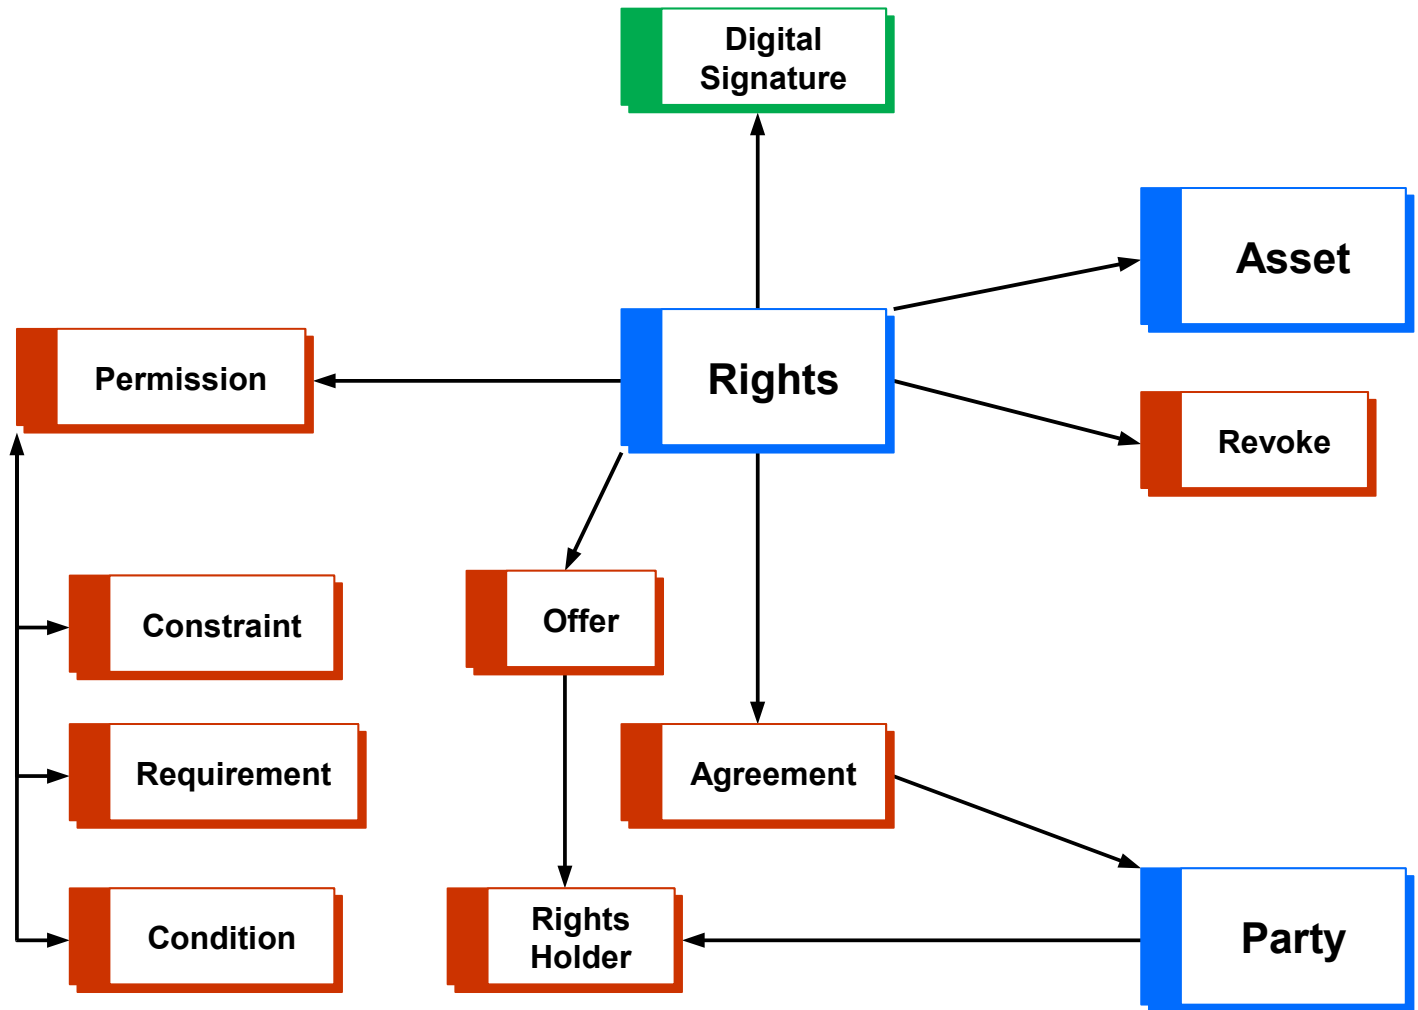 Digital
Signature
Asset
Rights
Permission
Revoke
Offer
Constraint
Requirement
Agreement
Condition
Rights
Holder
Party